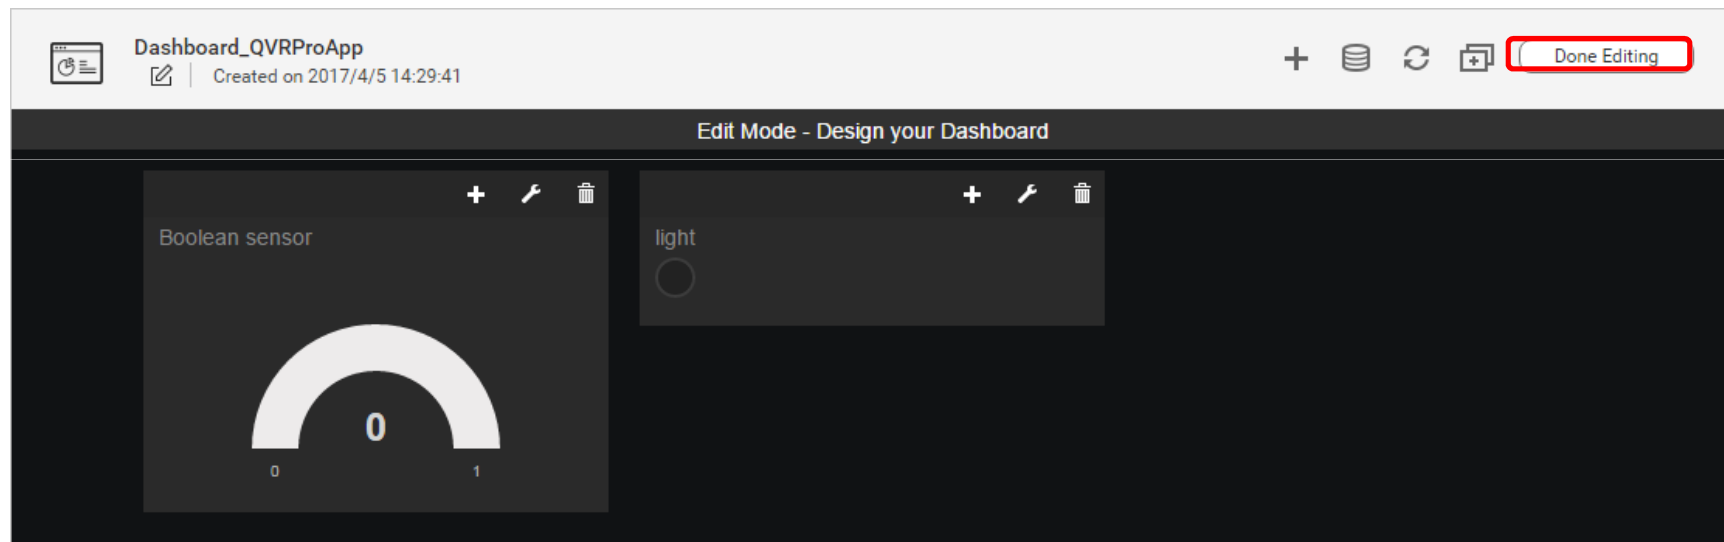 Dashboard_QVRProApp
Created on 2017/4/5 14:29:41
Done Editing
Edit Mode - Design your Dashboard
Boolean sensor
0
0 1
light